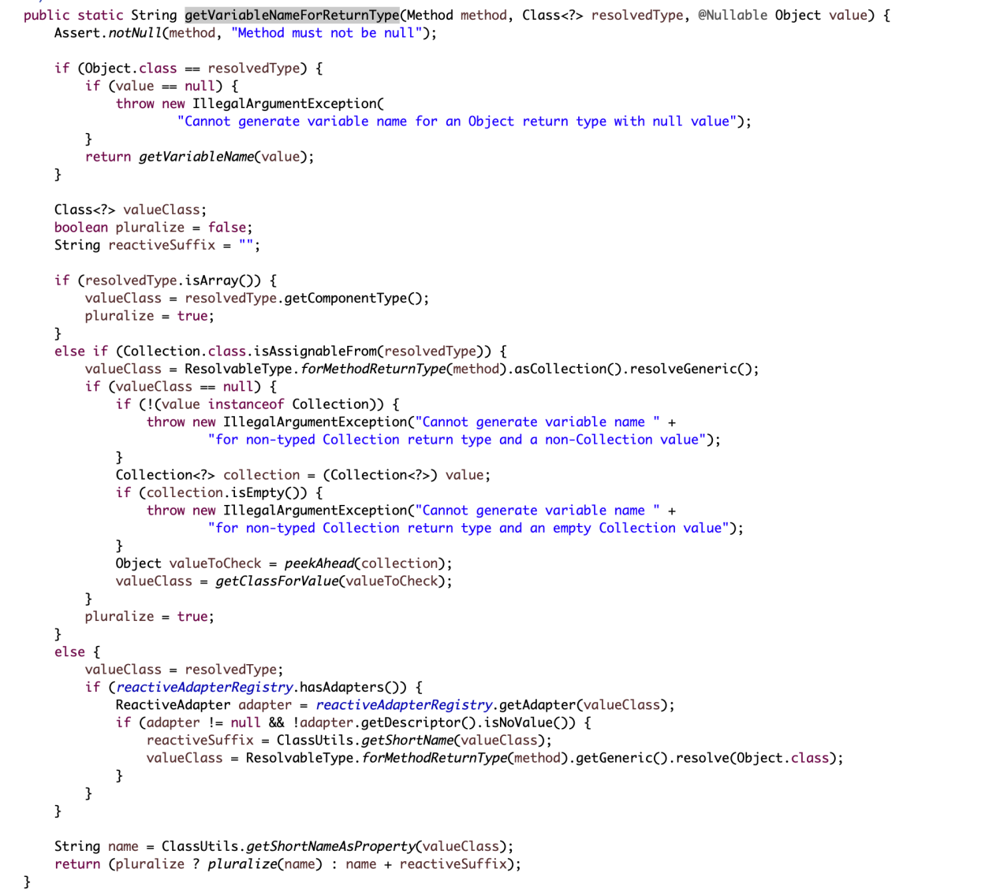 public static String getVariableNameForReturnType(Method method, Class<?> resolvedType, @Nullable Object value) {
    Assert.notNull(method, "Method must not be null");

    if (Object.class == resolvedType) {
        if (value == null) {
            throw new IllegalArgumentException(
                    "Cannot generate variable name for an Object return type with null value");
        }
        return getVariableName(value);
    }

    Class<?> valueClass;
    boolean pluralize = false;
    String reactiveSuffix = "";

    if (resolvedType.isArray()) {
        valueClass = resolvedType.getComponentType();
        pluralize = true;
    }
    else if (Collection.class.isAssignableFrom(resolvedType)) {
        valueClass = ResolvableType.forMethodReturnType(method).asCollection().resolveGeneric();
        if (valueClass == null) {
            if (!(value instanceof Collection)) {
                throw new IllegalArgumentException("Cannot generate variable name " +
                        "for non-typed Collection return type and a non-Collection value");
            }
            Collection<?> collection = (Collection<?>) value;
            if (collection.isEmpty()) {
                throw new IllegalArgumentException("Cannot generate variable name " +
                        "for non-typed Collection return type and an empty Collection value");
            }
            Object valueToCheck = peekAhead(collection);
            valueClass = getClassForValue(valueToCheck);
        }
        pluralize = true;
    }
    else {
        valueClass = resolvedType;
        if (reactiveAdapterRegistry.hasAdapters()) {
            ReactiveAdapter adapter = reactiveAdapterRegistry.getAdapter(valueClass);
            if (adapter != null && !adapter.getDescriptor().isNoValue()) {
                reactiveSuffix = ClassUtils.getShortName(valueClass);
                valueClass = ResolvableType.forMethodReturnType(method).getGeneric().resolve(Object.class);
            }
        }
    }

    String name = ClassUtils.getShortNameAsProperty(valueClass);
    return (pluralize ? pluralize(name) : name + reactiveSuffix);
}